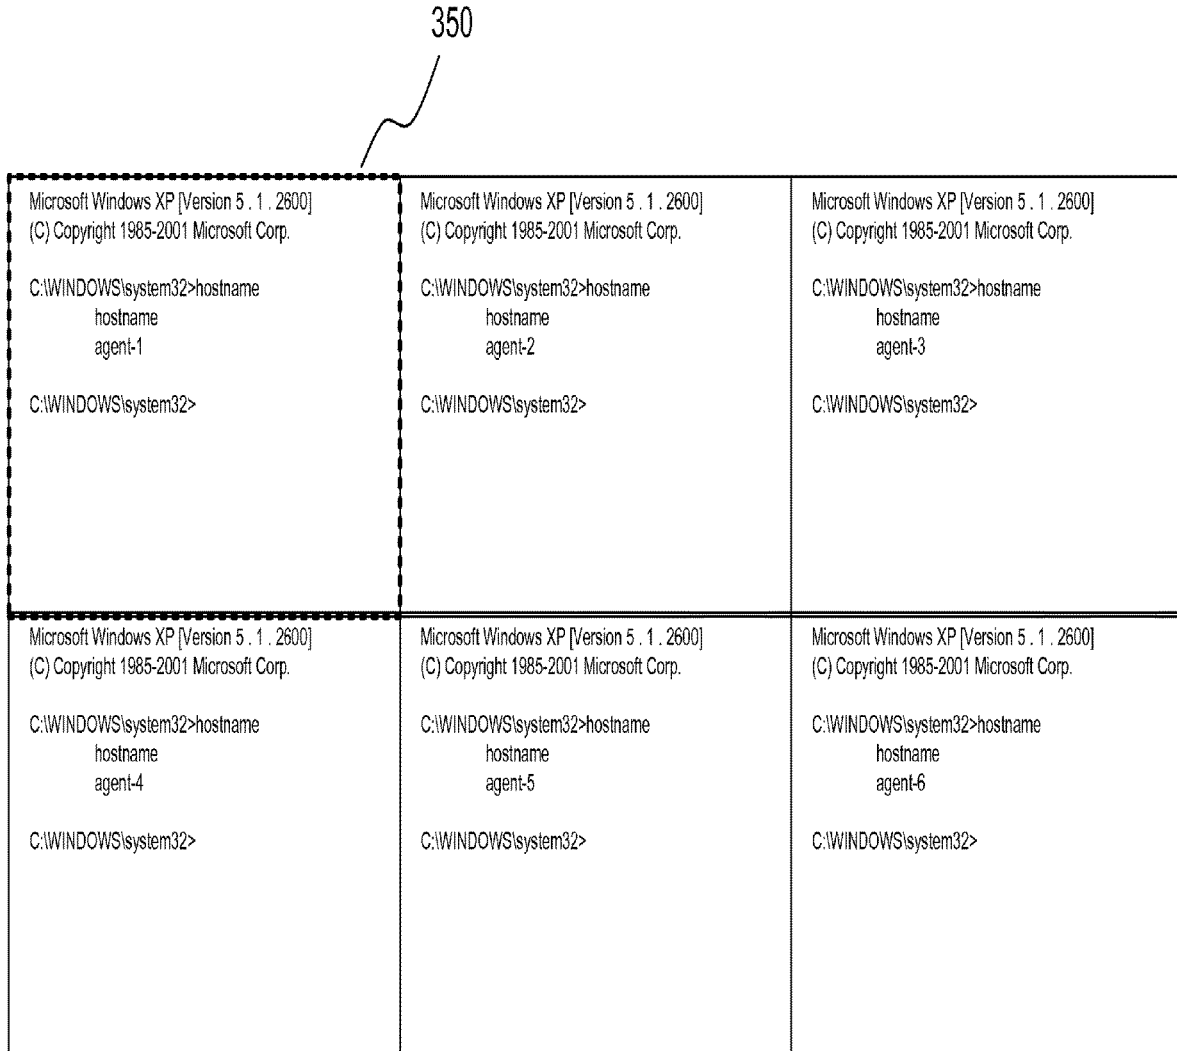 350
Microsoft Windows XP [Version 5 . 1 . 2600]
(C) Copyright 1985-2001 Microsoft Corp.
C:\WINDOWS\system32>hostname
hostname
agent-1
C:\WINDOWS\system32>
Microsoft Windows XP [Version 5 . 1 . 2600]
(C) Copyright 1985-2001 Microsoft Corp.
C:\WINDOWS\system32>hostname
hostname
agent-2
C:\WINDOWS\system32>
Microsoft Windows XP [Version 5 . 1 . 2600]
(C) Copyright 1985-2001 Microsoft Corp.
C:\WINDOWS\system32>hostname
hostname
agent-3
C:\WINDOWS\system32>
Microsoft Windows XP [Version 5 . 1 . 2600]
(C) Copyright 1985-2001 Microsoft Corp.
C:\WINDOWS\system32>hostname
hostname
agent-4
C:\WINDOWS\system32>
Microsoft Windows XP [Version 5 . 1 . 2600]
(C) Copyright 1985-2001 Microsoft Corp.
C:\WINDOWS\system32>hostname
hostname
agent-5
C:\WINDOWS\system32>
Microsoft Windows XP [Version 5 . 1 . 2600]
(C) Copyright 1985-2001 Microsoft Corp.
C:\WINDOWS\system32>hostname
hostname
agent-6
C:\WINDOWS\system32>